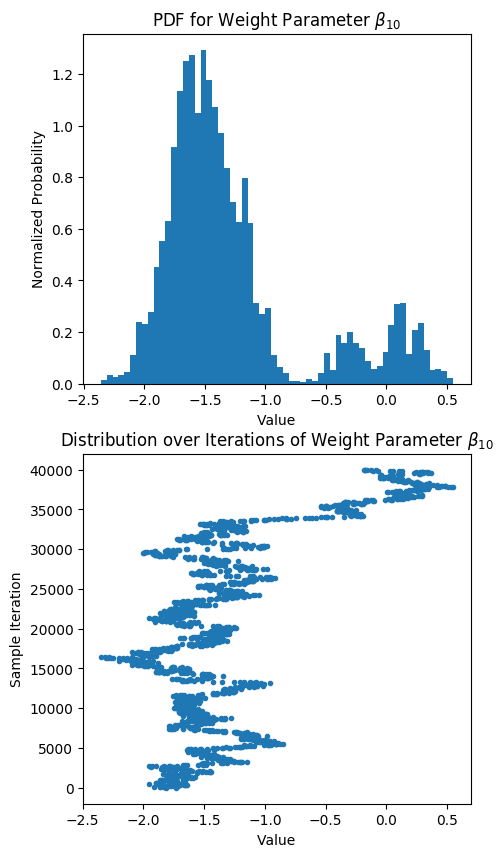 PDF for Weight Parameter β₁₀
1.2
1.0
0.8
0.6
0.4
0.2
0.0
Normalized Probability
-2.5 -2.0 -1.5 -1.0 -0.5 0.0 0.5
Value
Distribution over Iterations of Weight Parameter β₁₀
40000
35000
30000
25000
20000
15000
10000
5000
0
Sample Iteration
−2.5 −2.0 −1.5 −1.0 −0.5 0.0 0.5
Value